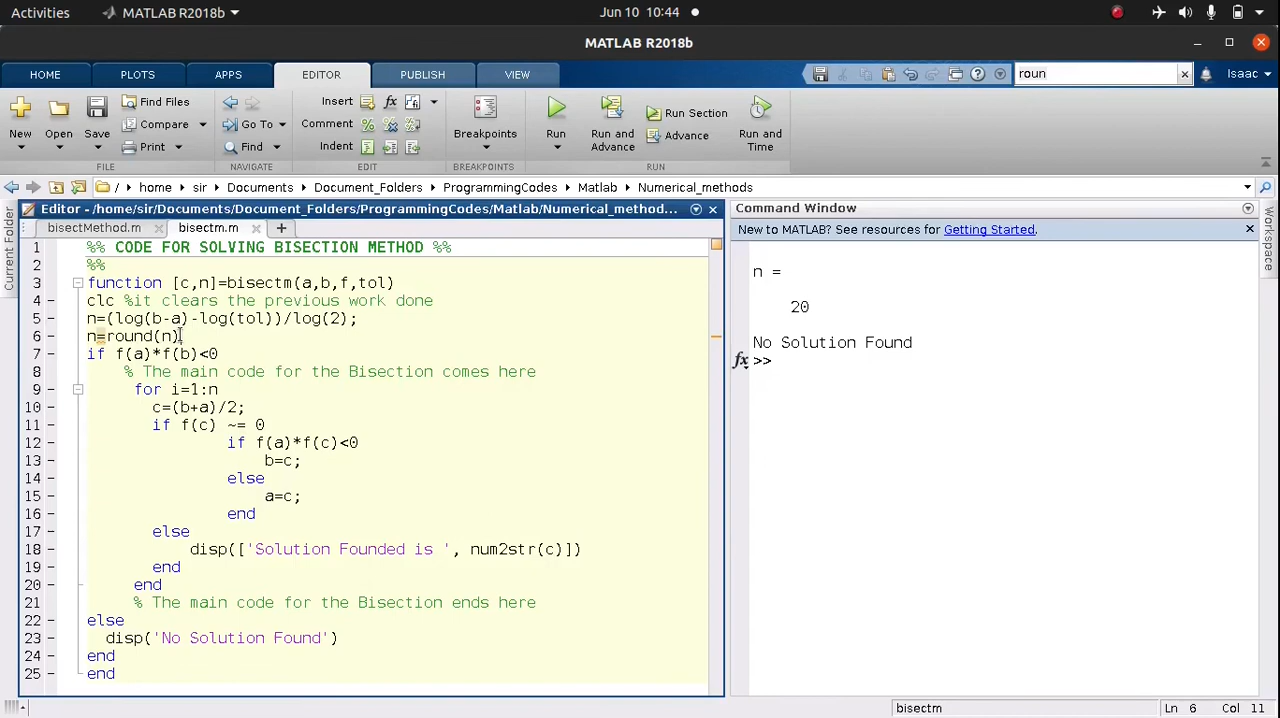 Activities MATLAB R2018b Jun 10 10:44
MATLAB R2018b
HOME PLOTS APPS EDITOR PUBLISH VIEW roun Isaac
New Open Save Find Files Compare Print Go To Find Insert fx Comment Indent Breakpoints Run Run and Advance Run Section Advance Run and Time
FILE NAVIGATE EDIT BREAKPOINTS RUN
/ home sir Documents Document_Folders ProgrammingCodes Matlab Numerical_methods
Current Folder
Editor - /home/sir/Documents/Document_Folders/ProgrammingCodes/Matlab/Numerical_method...
bisectMethod.m bisectm.m
1 %% CODE FOR SOLVING BISECTION METHOD %%
2 %%
3 function [c,n]=bisectm(a,b,f,tol)
4 clc %it clears the previous work done
5 n=(log(b-a)-log(tol))/log(2);
6 n=round(n)
7 if f(a)*f(b)<0
8 % The main code for the Bisection comes here
9 for i=1:n
10 c=(b+a)/2;
11 if f(c) ~= 0
12 if f(a)*f(c)<0
13 b=c;
14 else
15 a=c;
16 end
17 else
18 disp(['Solution Founded is ', num2str(c)])
19 end
20 end
21 % The main code for the Bisection ends here
22 else
23 disp('No Solution Found')
24 end
25 end
Command Window
New to MATLAB? See resources for Getting Started.
n =
20
No Solution Found
fx >>
Workspace
bisectm Ln 6 Col 11